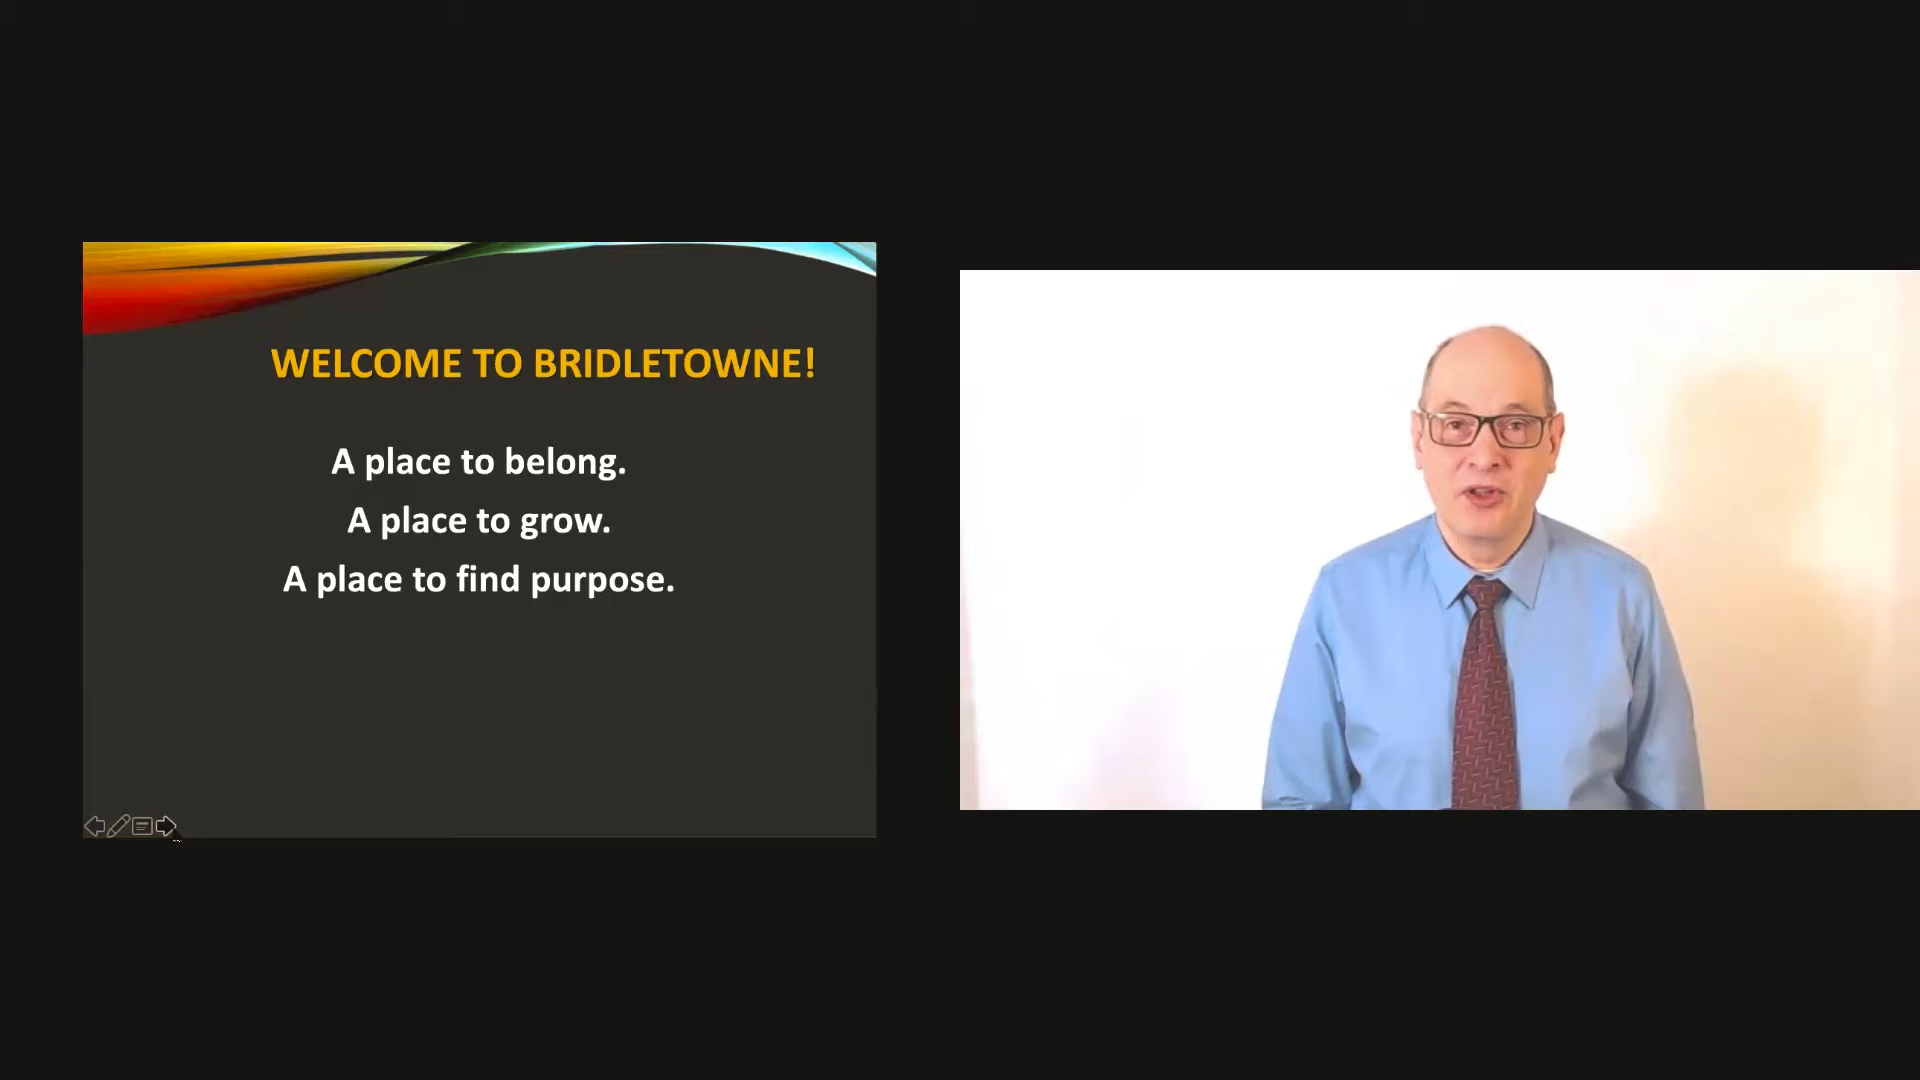 WELCOME TO BRIDLETOWNE!
A place to belong.
A place to grow.
A place to find purpose.